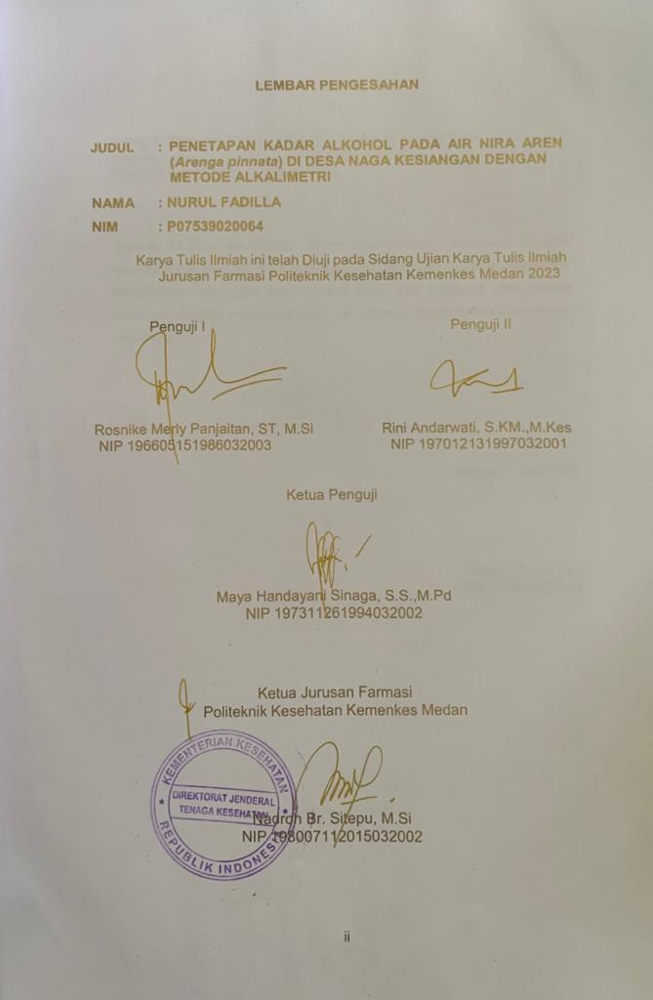 LEMBAR PENGESAHAN
JUDUL : PENETAPAN KADAR ALKOHOL PADA AIR NIRA AREN
(Arenga pinnata) DI DESA NAGA KESIANGAN DENGAN
METODE ALKALIMETRI
NAMA : NURUL FADILLA
NIM : P07539020064
Karya Tulis Ilmiah ini telah Diuji pada Sidang Ujian Karya Tulis Ilmiah
Jurusan Farmasi Politeknik Kesehatan Kemenkes Medan 2023
Penguji I
Penguji II
Rosnike Merly Panjaitan, ST, M.Si
NIP 196605151986032003
Rini Andarwati, S.KM.,M.Kes
NIP 197012131997032001
Ketua Penguji
Maya Handayani Sinaga, S.S.,M.Pd
NIP 197311261994032002
Ketua Jurusan Farmasi
Politeknik Kesehatan Kemenkes Medan
KEMENTERIAN KESEHATAN
DIREKTORAT JENDERAL
TENAGA KESEHATAN
REPUBLIK INDONESIA
Nadroh Br. Sitepu, M.Si
NIP 198007112015032002
ii